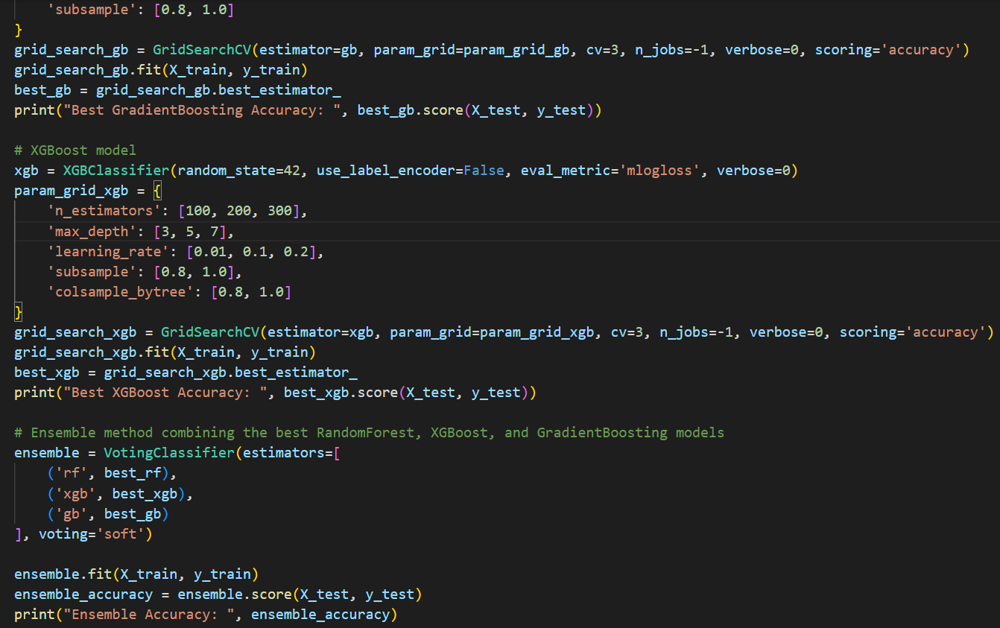 'subsample': [0.8, 1.0]
}
grid_search_gb = GridSearchCV(estimator=gb, param_grid=param_grid_gb, cv=3, n_jobs=-1, verbose=0, scoring='accuracy')
grid_search_gb.fit(X_train, y_train)
best_gb = grid_search_gb.best_estimator_
print("Best GradientBoosting Accuracy: ", best_gb.score(X_test, y_test))

# XGBoost model
xgb = XGBClassifier(random_state=42, use_label_encoder=False, eval_metric='mlogloss', verbose=0)
param_grid_xgb = {
    'n_estimators': [100, 200, 300],
    'max_depth': [3, 5, 7],
    'learning_rate': [0.01, 0.1, 0.2],
    'subsample': [0.8, 1.0],
    'colsample_bytree': [0.8, 1.0]
}
grid_search_xgb = GridSearchCV(estimator=xgb, param_grid=param_grid_xgb, cv=3, n_jobs=-1, verbose=0, scoring='accuracy')
grid_search_xgb.fit(X_train, y_train)
best_xgb = grid_search_xgb.best_estimator_
print("Best XGBoost Accuracy: ", best_xgb.score(X_test, y_test))

# Ensemble method combining the best RandomForest, XGBoost, and GradientBoosting models
ensemble = VotingClassifier(estimators=[
    ('rf', best_rf),
    ('xgb', best_xgb),
    ('gb', best_gb)
], voting='soft')

ensemble.fit(X_train, y_train)
ensemble_accuracy = ensemble.score(X_test, y_test)
print("Ensemble Accuracy: ", ensemble_accuracy)